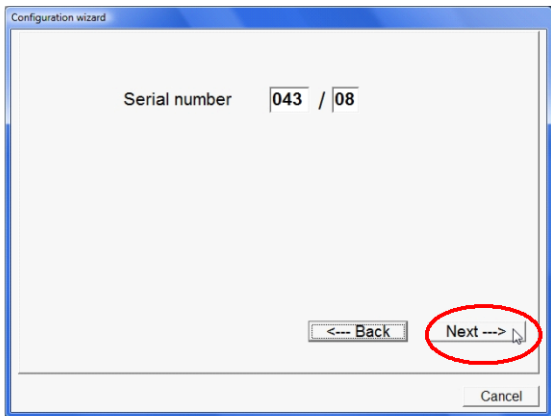 Configuration wizard
Serial number 043 / 08
<--- Back Next --->
Cancel